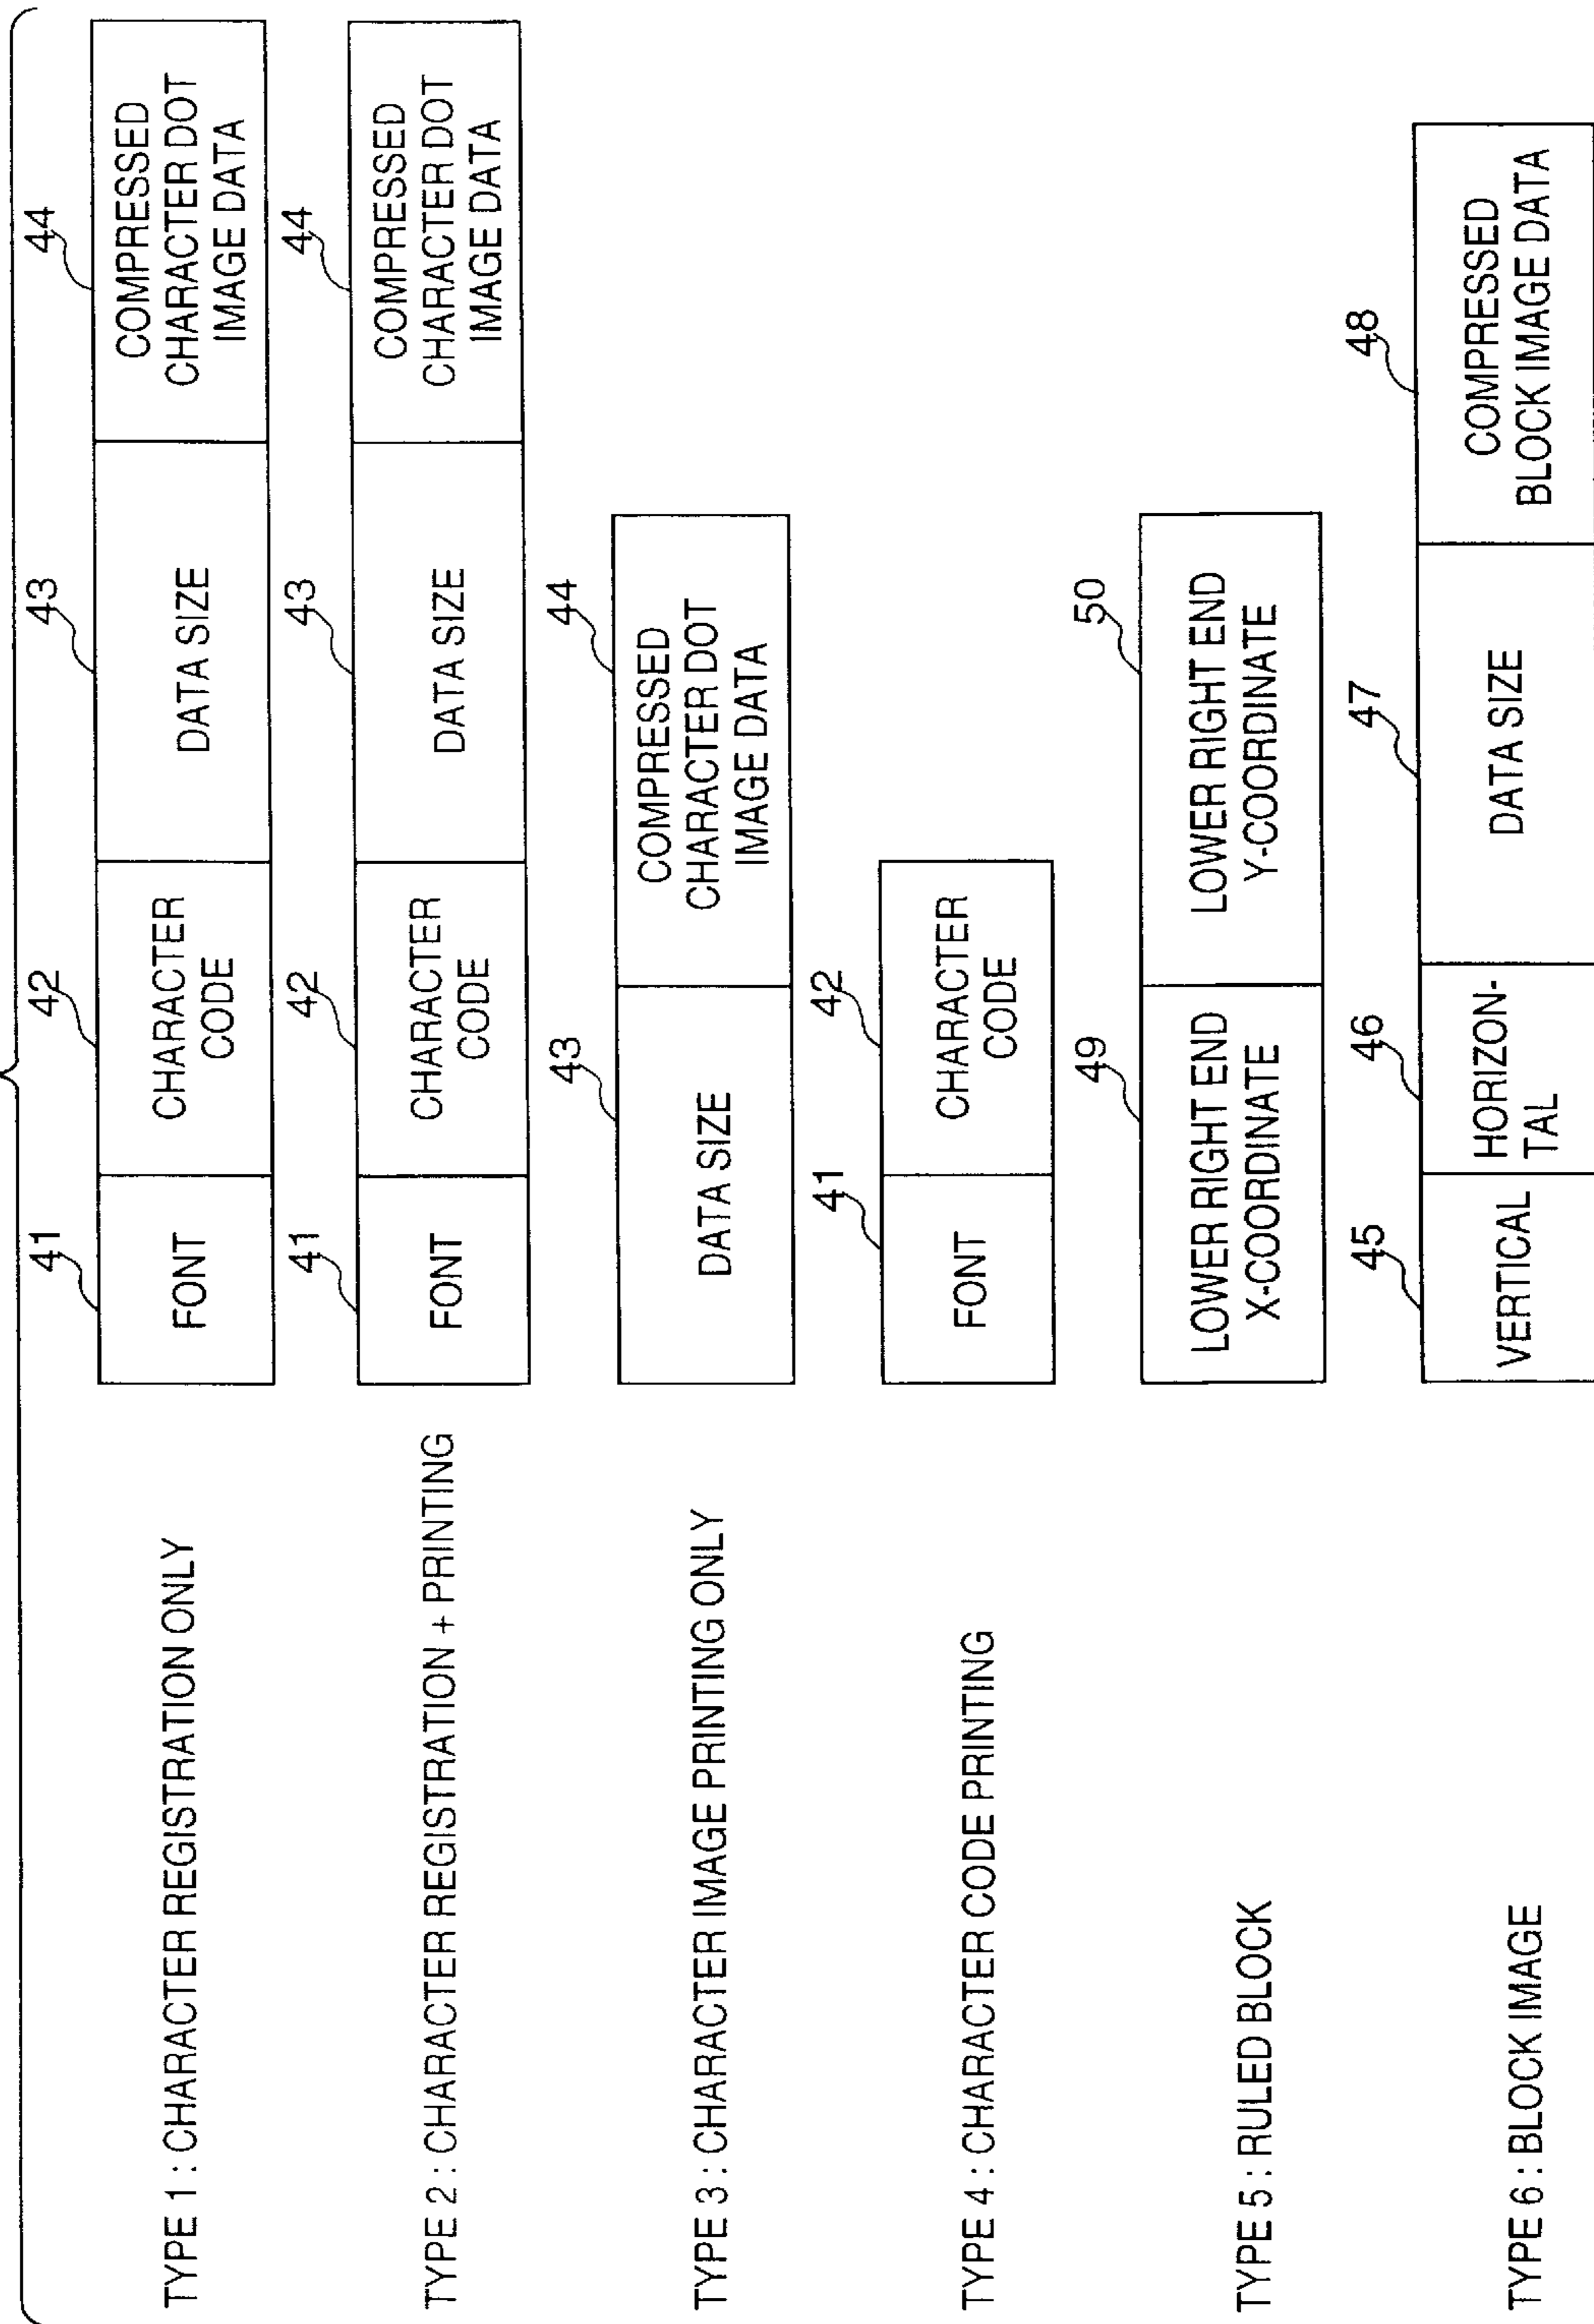 TYPE 1 : CHARACTER REGISTRATION ONLY
41
42
43
44
FONT
CHARACTER
CODE
DATA SIZE
COMPRESSED
CHARACTER DOT
IMAGE DATA
TYPE 2 : CHARACTER REGISTRATION + PRINTING
41
42
43
44
FONT
CHARACTER
CODE
DATA SIZE
COMPRESSED
CHARACTER DOT
IMAGE DATA
TYPE 3 : CHARACTER IMAGE PRINTING ONLY
43
44
DATA SIZE
COMPRESSED
CHARACTER DOT
IMAGE DATA
TYPE 4 : CHARACTER CODE PRINTING
41
42
FONT
CHARACTER
CODE
TYPE 5 : RULED BLOCK
49
50
LOWER RIGHT END
X-COORDINATE
LOWER RIGHT END
Y-COORDINATE
TYPE 6 : BLOCK IMAGE
45
46
47
48
VERTICAL
HORIZON-
TAL
DATA SIZE
COMPRESSED
BLOCK IMAGE DATA